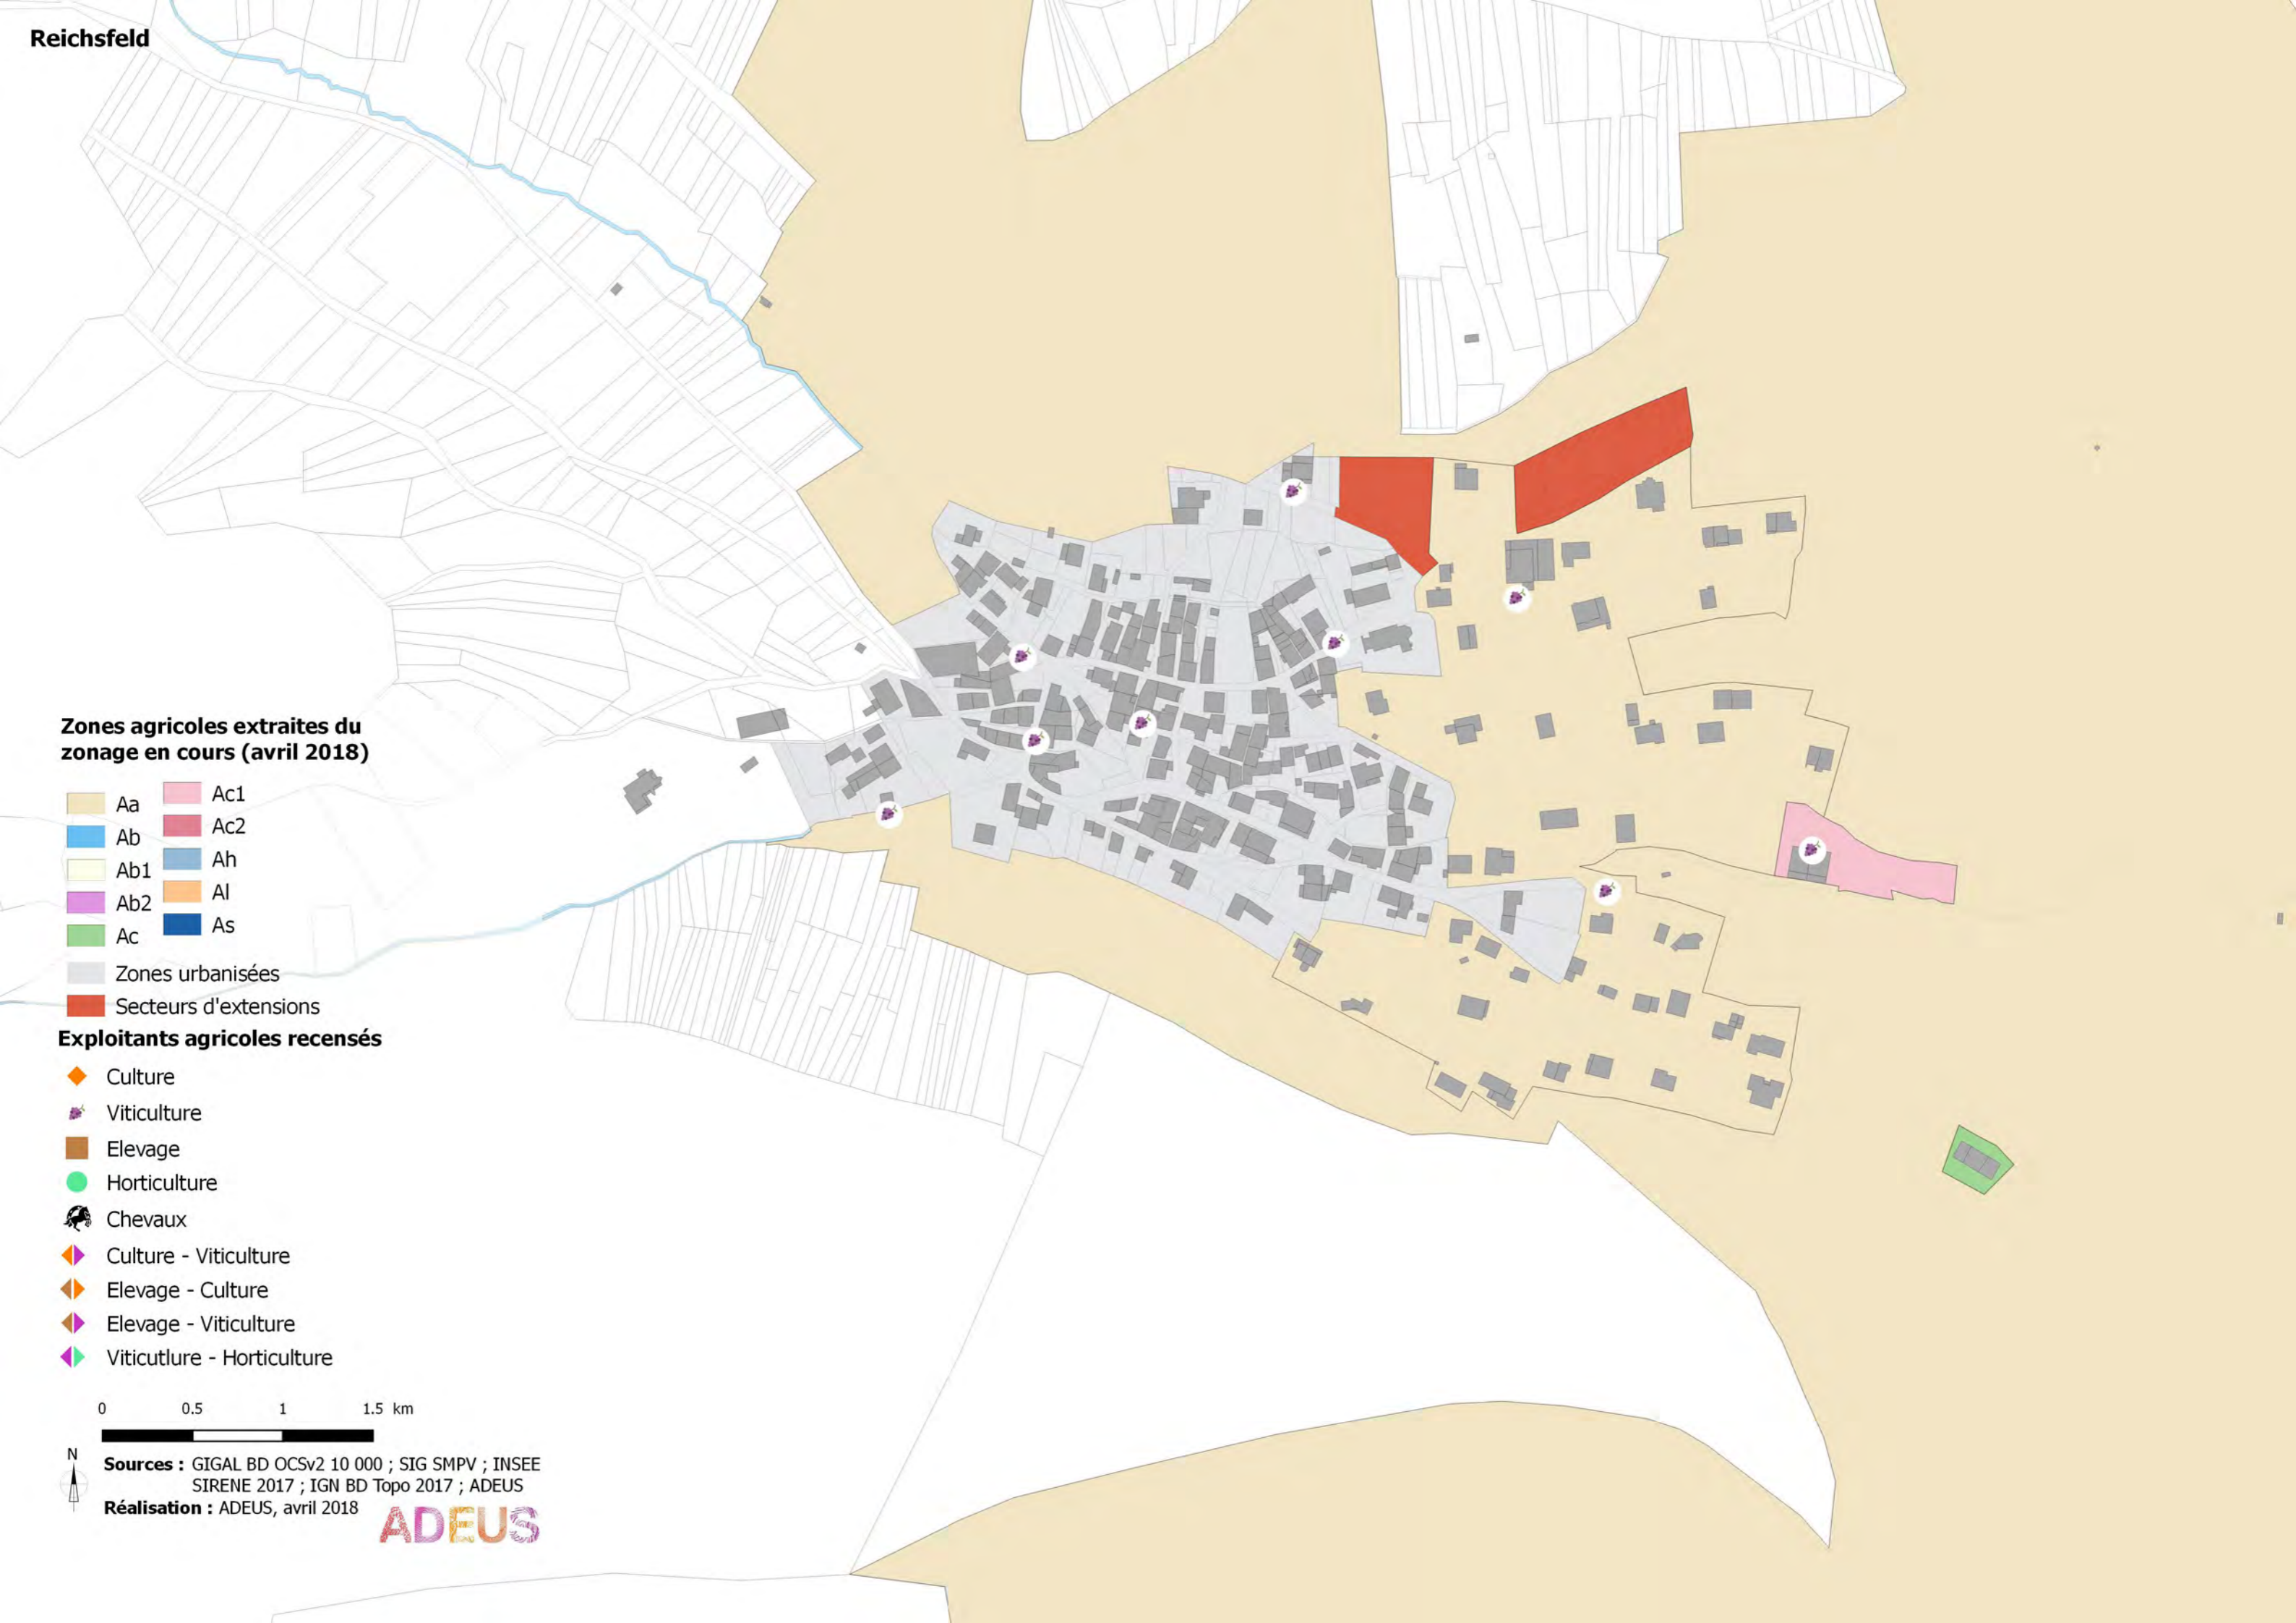 Reichsfeld
Zones agricoles extraites du
zonage en cours (avril 2018)
Aa
Ab
Ab1
Ab2
Ac
Ac1
Ac2
Ah
Al
As
Zones urbanisées
Secteurs d'extensions
Exploitants agricoles recensés
Culture
Viticulture
Elevage
Horticulture
Chevaux
Culture - Viticulture
Elevage - Culture
Elevage - Viticulture
Viticutlure - Horticulture
0 0.5 1 1.5 km
N
Sources : GIGAL BD OCSv2 10 000 ; SIG SMPV ; INSEE
SIRENE 2017 ; IGN BD Topo 2017 ; ADEUS
Réalisation : ADEUS, avril 2018
ADEUS